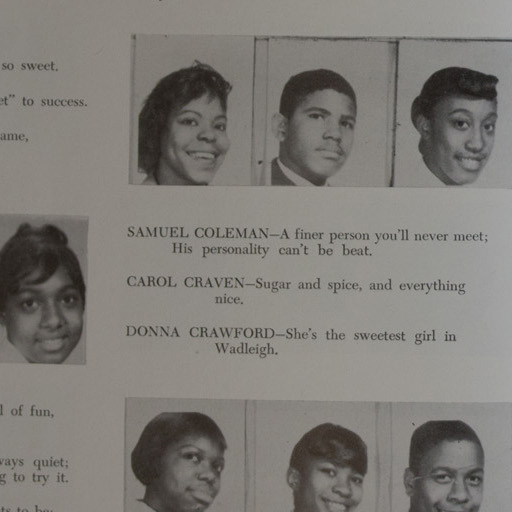 so sweet.
et" to success.
ame,
SAMUEL COLEMAN—A finer person you'll never meet;
His personality can't be beat.
CAROL CRAVEN—Sugar and spice, and everything
nice.
DONNA CRAWFORD—She's the sweetest girl in
Wadleigh.
l of fun,
ways quiet;
g to try it.